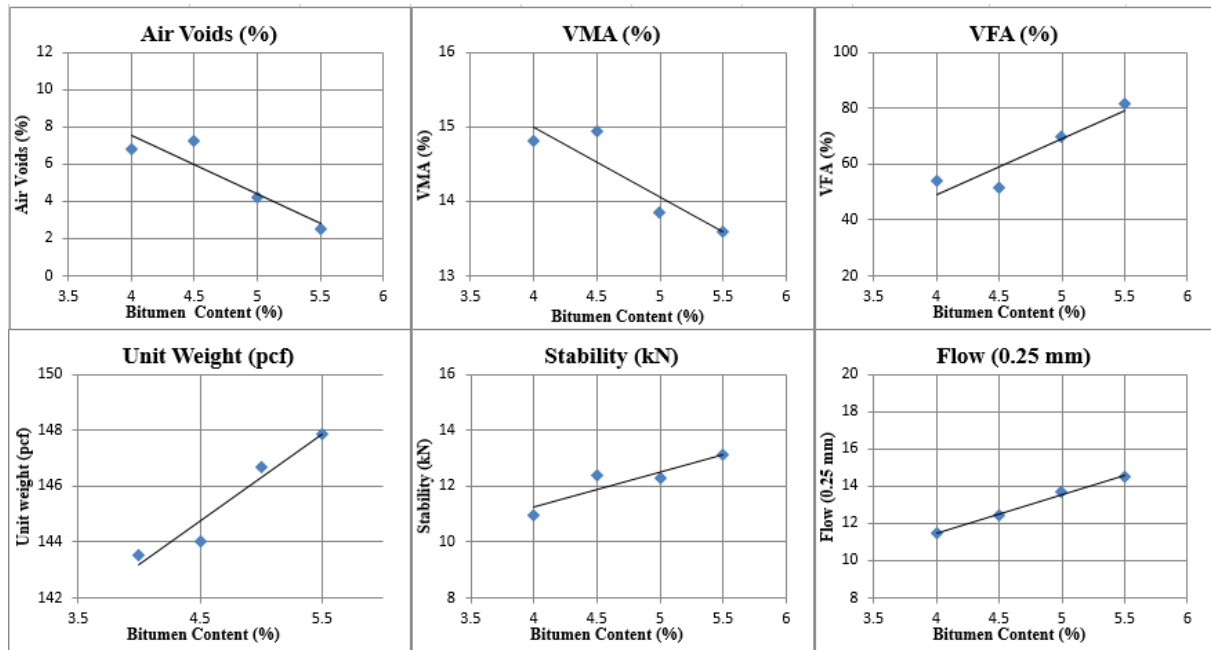 Air Voids (%)
12
10
8
6
4
2
0
Air Voids (%)
3.5 4 4.5 5 5.5 6
Bitumen Content (%)
VMA (%)
16
15
14
13
VMA (%)
3.5 4 4.5 5 5.5 6
Bitumen Content (%)
VFA (%)
100
80
60
40
20
VFA (%)
3.5 4 4.5 5 5.5 6
Bitumen Content (%)
Unit Weight (pcf)
150
148
146
144
142
Unit weight (pcf)
3.5 4 4.5 5 5.5
Bitumen Content (%)
Stability (kN)
16
14
12
10
8
Stability (kN)
3.5 4 4.5 5 5.5 6
Bitumen Content (%)
Flow (0.25 mm)
20
18
16
14
12
10
8
Flow (0.25 mm)
3.5 4 4.5 5 5.5 6
Bitumen Content (%)